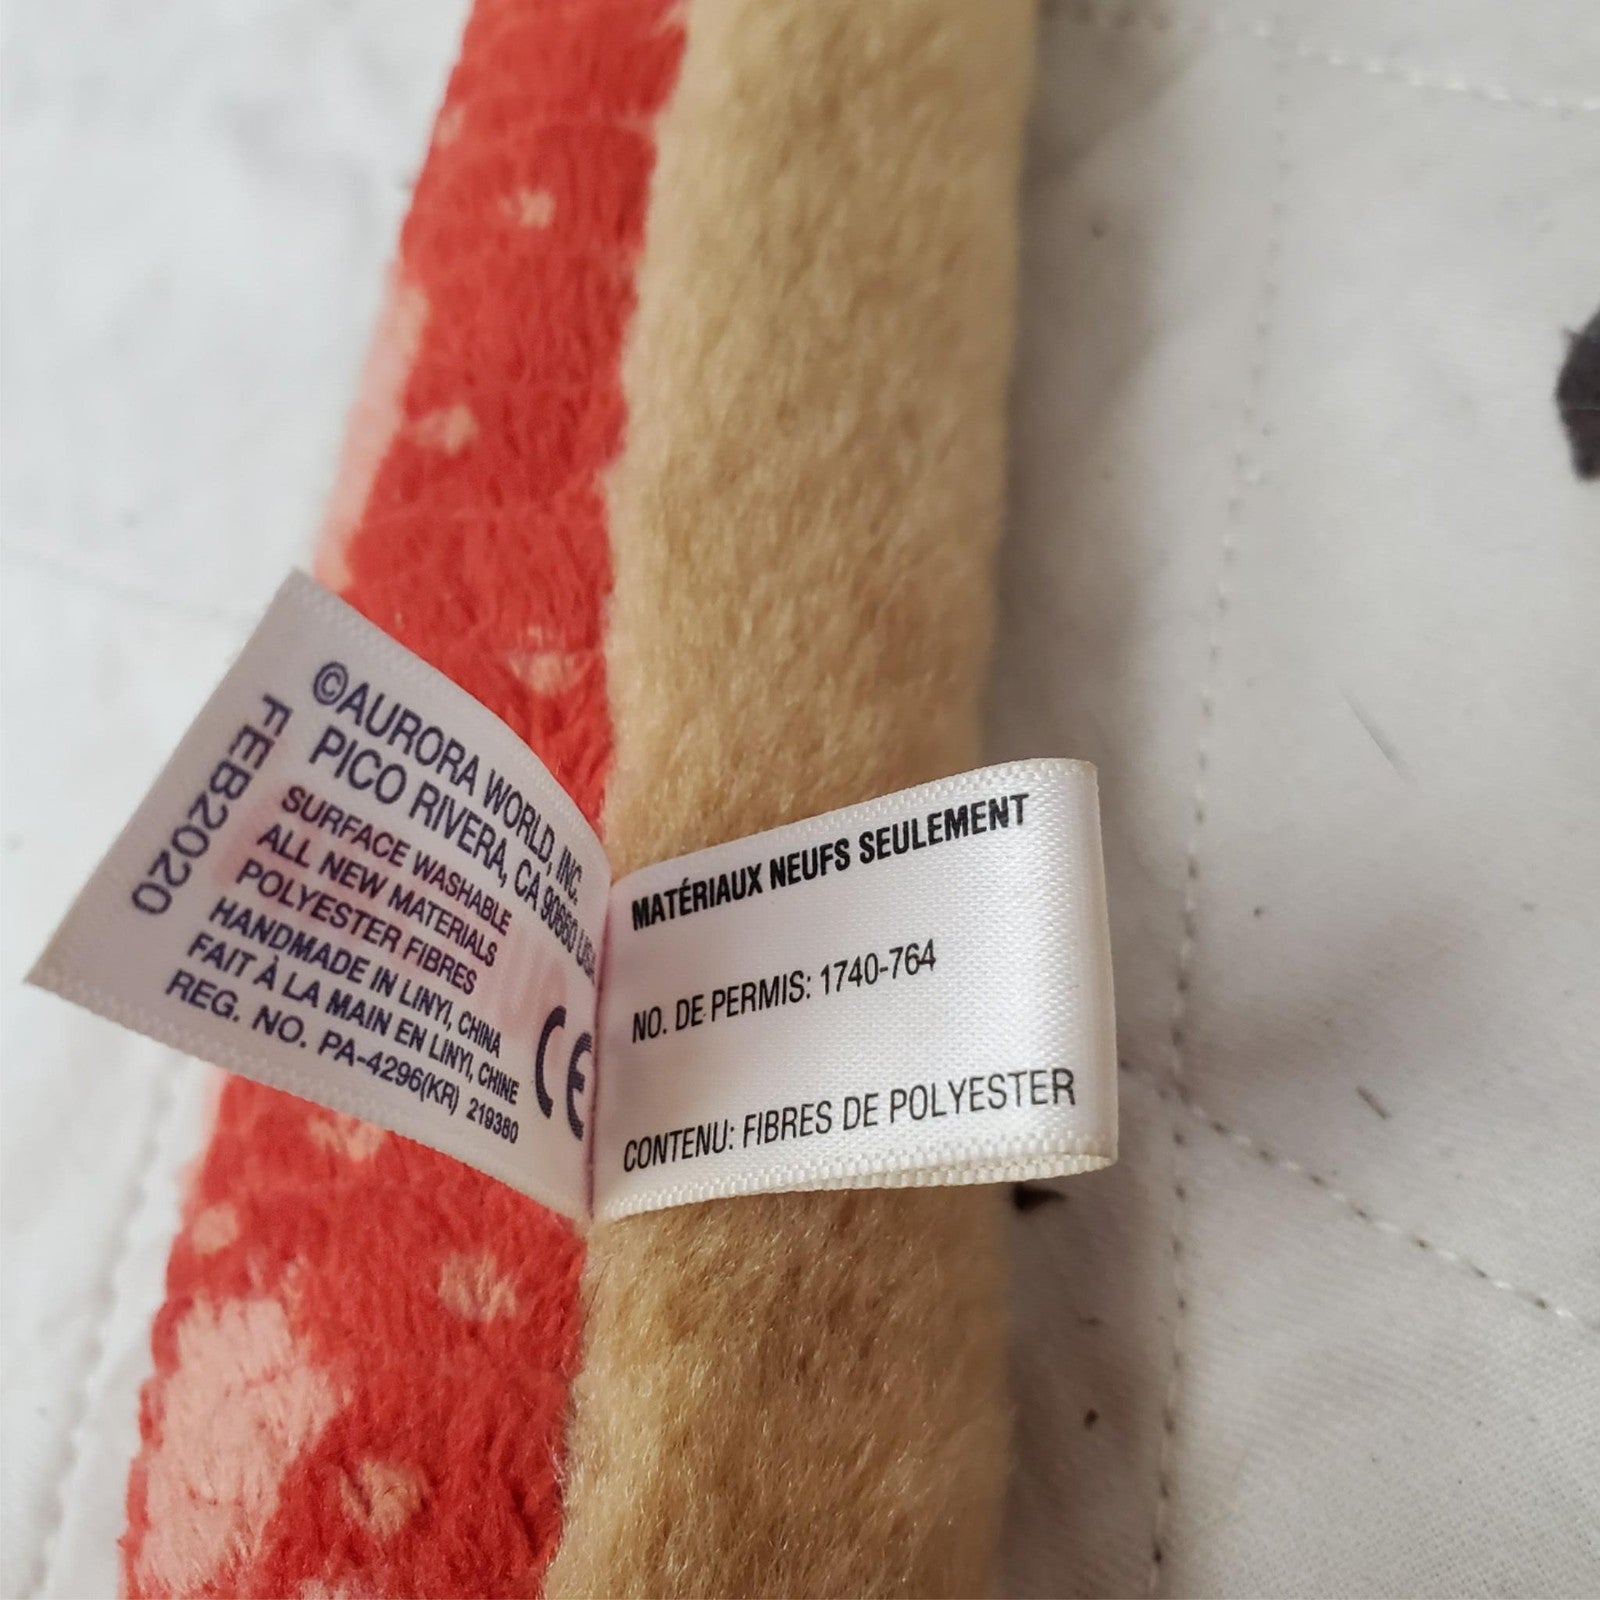 ©AURORA WORLD, INC.
PICO RIVERA, CA 90660 USA
SURFACE WASHABLE
ALL NEW MATERIALS
POLYESTER FIBRES
HANDMADE IN LINYI, CHINA
FAIT À LA MAIN EN LINYI, CHINE
REG. NO. PA-4296(KR) 219380
FEB2020
CE
MATÉRIAUX NEUFS SEULEMENT
NO. DE PERMIS: 1740-764
CONTENU: FIBRES DE POLYESTER